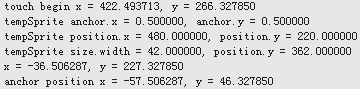 touch begin x = 422.493713, y = 266.327850
tempSprite anchor.x = 0.500000, anchor.y = 0.500000
tempSprite position.x = 480.000000, position.y = 220.000000
tempSprite size.width = 42.000000, position.y = 362.000000
x = -36.506287, y = 227.327850
anchor position x = -57.506287, y = 46.327850